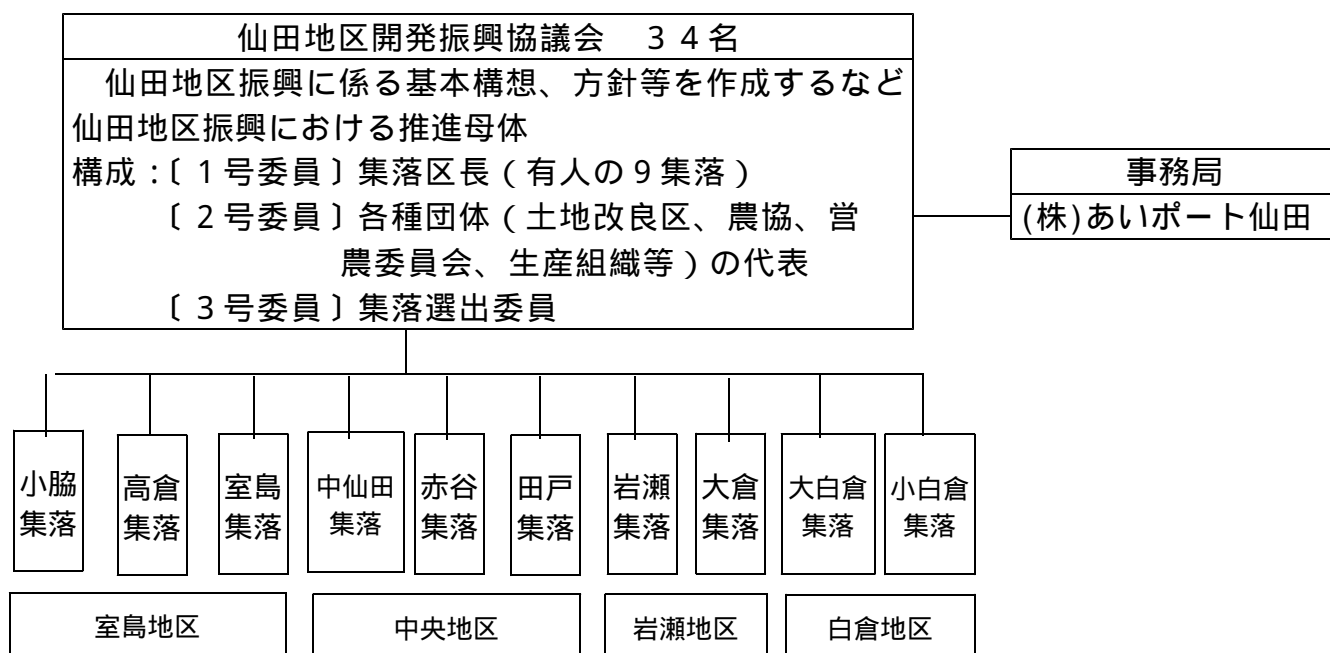 仙田地区開発振興協議会　３４名
仙田地区振興に係る基本構想、方針等を作成するなど
仙田地区振興における推進母体
構成：〔１号委員〕集落区長（有人の９集落）
〔２号委員〕各種団体（土地改良区、農協、営
農委員会、生産組織等）の代表
〔３号委員〕集落選出委員
事務局
(株)あいポート仙田
小脇
集落
高倉
集落
室島
集落
中仙田
集落
赤谷
集落
田戸
集落
岩瀬
集落
大倉
集落
大白倉
集落
小白倉
集落
室島地区
中央地区
岩瀬地区
白倉地区